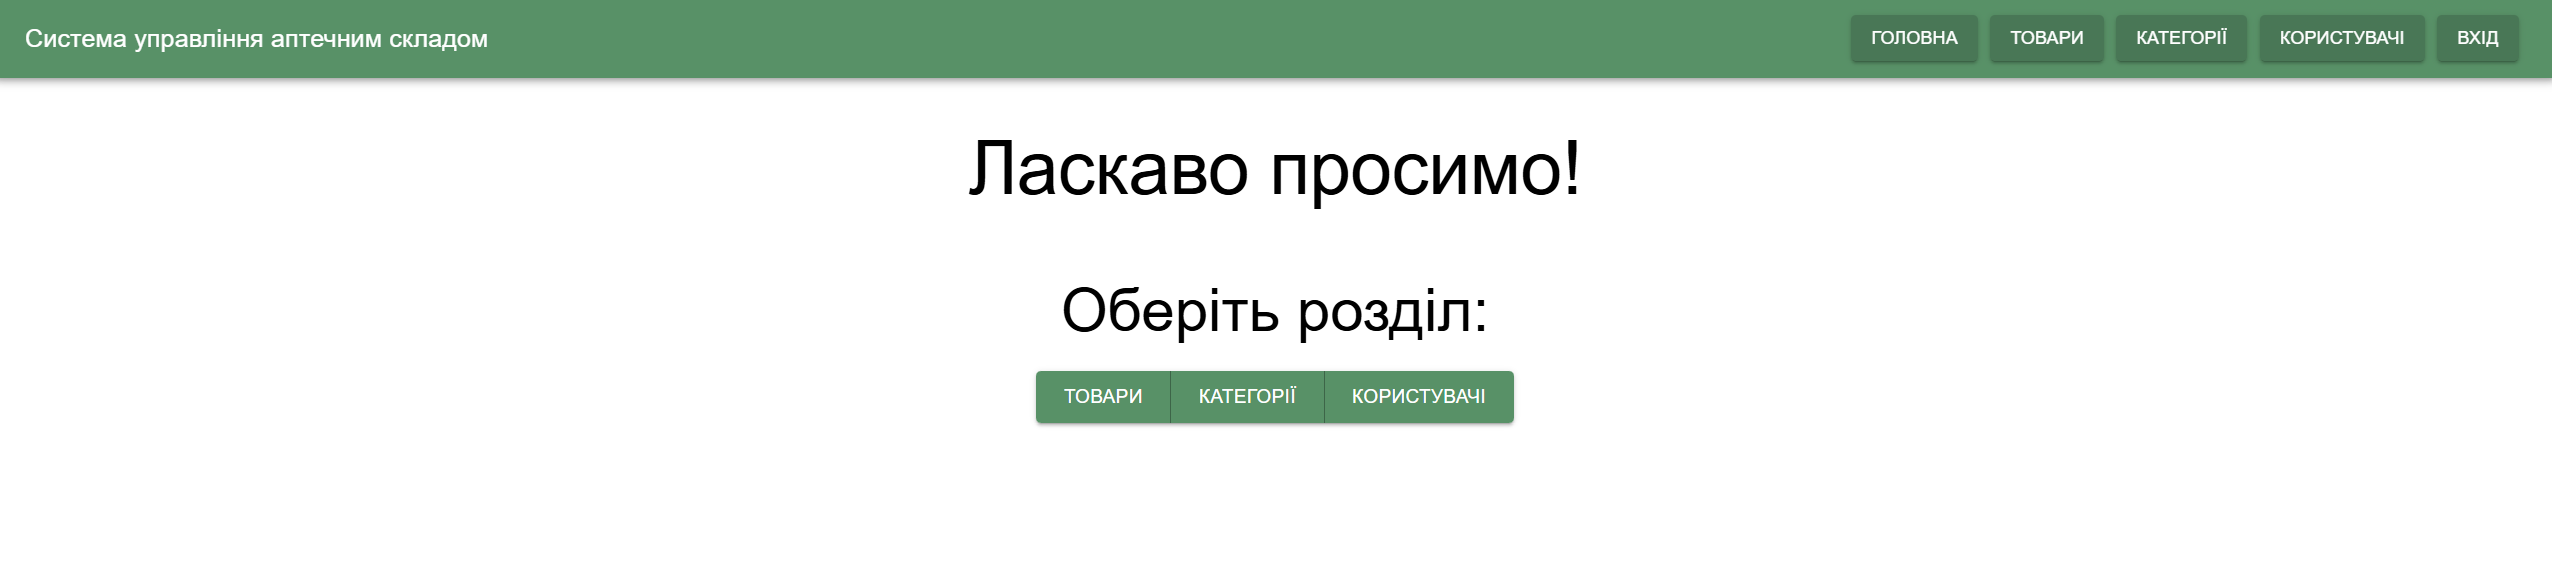 Система управління аптечним складом
ГОЛОВНА ТОВАРИ КАТЕГОРІЇ КОРИСТУВАЧІ ВХІД
Ласкаво просимо!
Оберіть розділ:
ТОВАРИ КАТЕГОРІЇ КОРИСТУВАЧІ